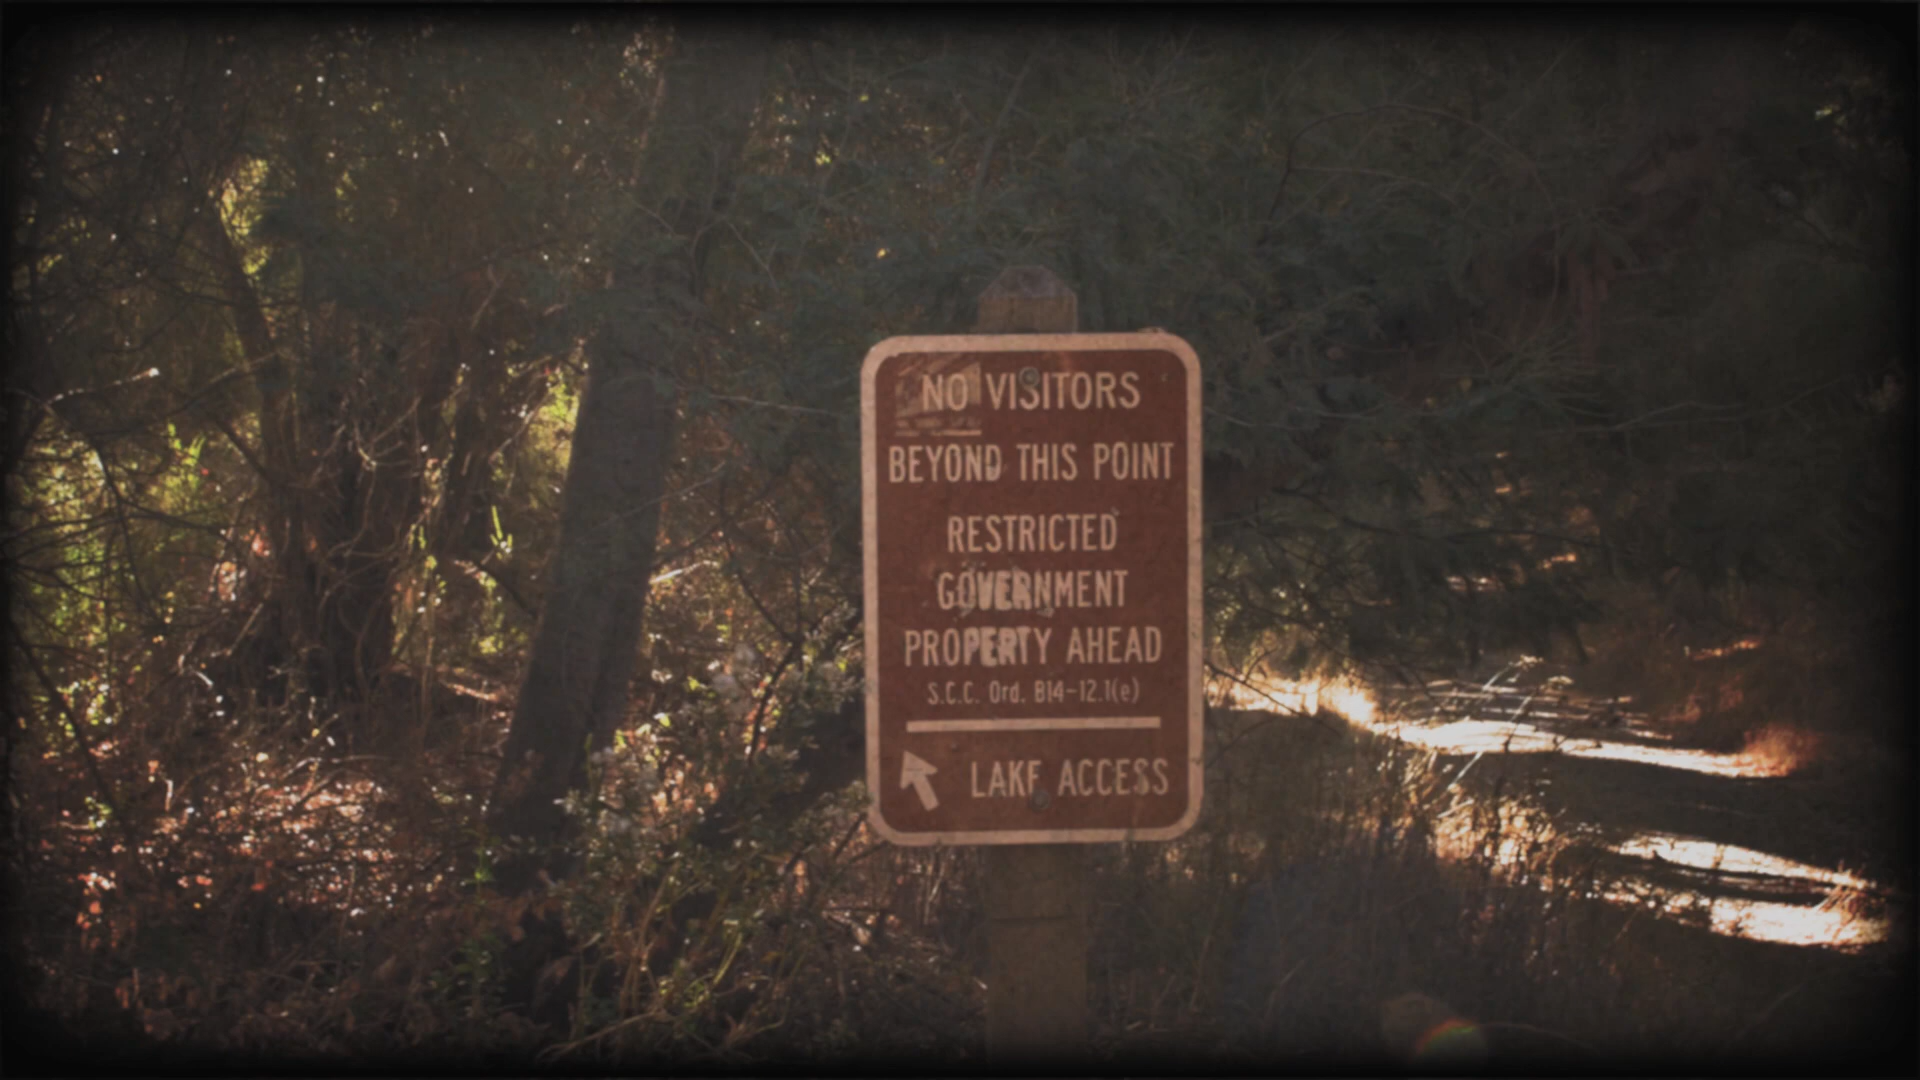 NO VISITORS
BEYOND THIS POINT
RESTRICTED
GOVERNMENT
PROPERTY AHEAD
S.C.C. Ord. B14-12.1(e)
LAKE ACCESS